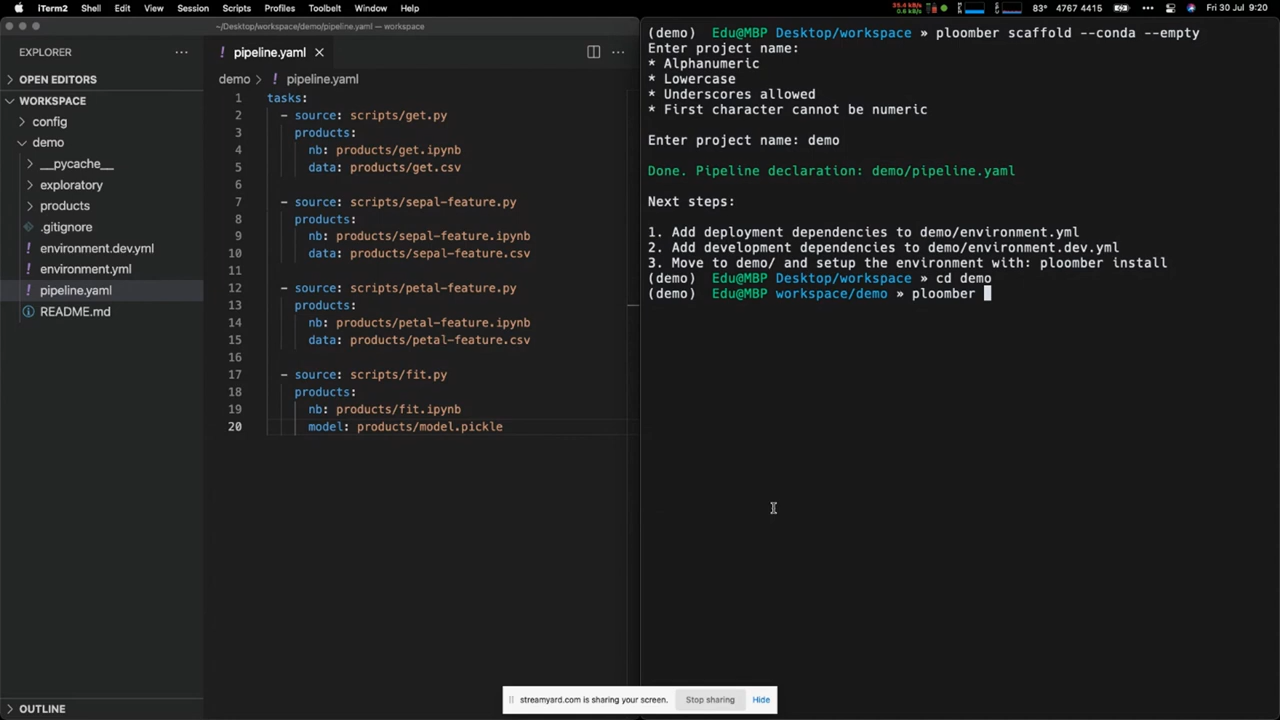 iTerm2 Shell Edit View Session Scripts Profiles Toolbelt Window Help
35.4 kB/s
0.6 kB/s
83° 4767 4415 Fri 30 Jul 9:20
~/Desktop/workspace/demo/pipeline.yaml — workspace
EXPLORER
OPEN EDITORS
WORKSPACE
config
demo
__pycache__
exploratory
products
.gitignore
environment.dev.yml
environment.yml
pipeline.yaml
README.md
OUTLINE
pipeline.yaml
demo > pipeline.yaml
1 tasks:
2 - source: scripts/get.py
3 products:
4 nb: products/get.ipynb
5 data: products/get.csv
6
7 - source: scripts/sepal-feature.py
8 products:
9 nb: products/sepal-feature.ipynb
10 data: products/sepal-feature.csv
11
12 - source: scripts/petal-feature.py
13 products:
14 nb: products/petal-feature.ipynb
15 data: products/petal-feature.csv
16
17 - source: scripts/fit.py
18 products:
19 nb: products/fit.ipynb
20 model: products/model.pickle
(demo) Edu@MBP Desktop/workspace » ploomber scaffold --conda --empty
Enter project name:
* Alphanumeric
* Lowercase
* Underscores allowed
* First character cannot be numeric
Enter project name: demo
Done. Pipeline declaration: demo/pipeline.yaml
Next steps:
1. Add deployment dependencies to demo/environment.yml
2. Add development dependencies to demo/environment.dev.yml
3. Move to demo/ and setup the environment with: ploomber install
(demo) Edu@MBP Desktop/workspace » cd demo
(demo) Edu@MBP workspace/demo » ploomber
streamyard.com is sharing your screen. Stop sharing Hide